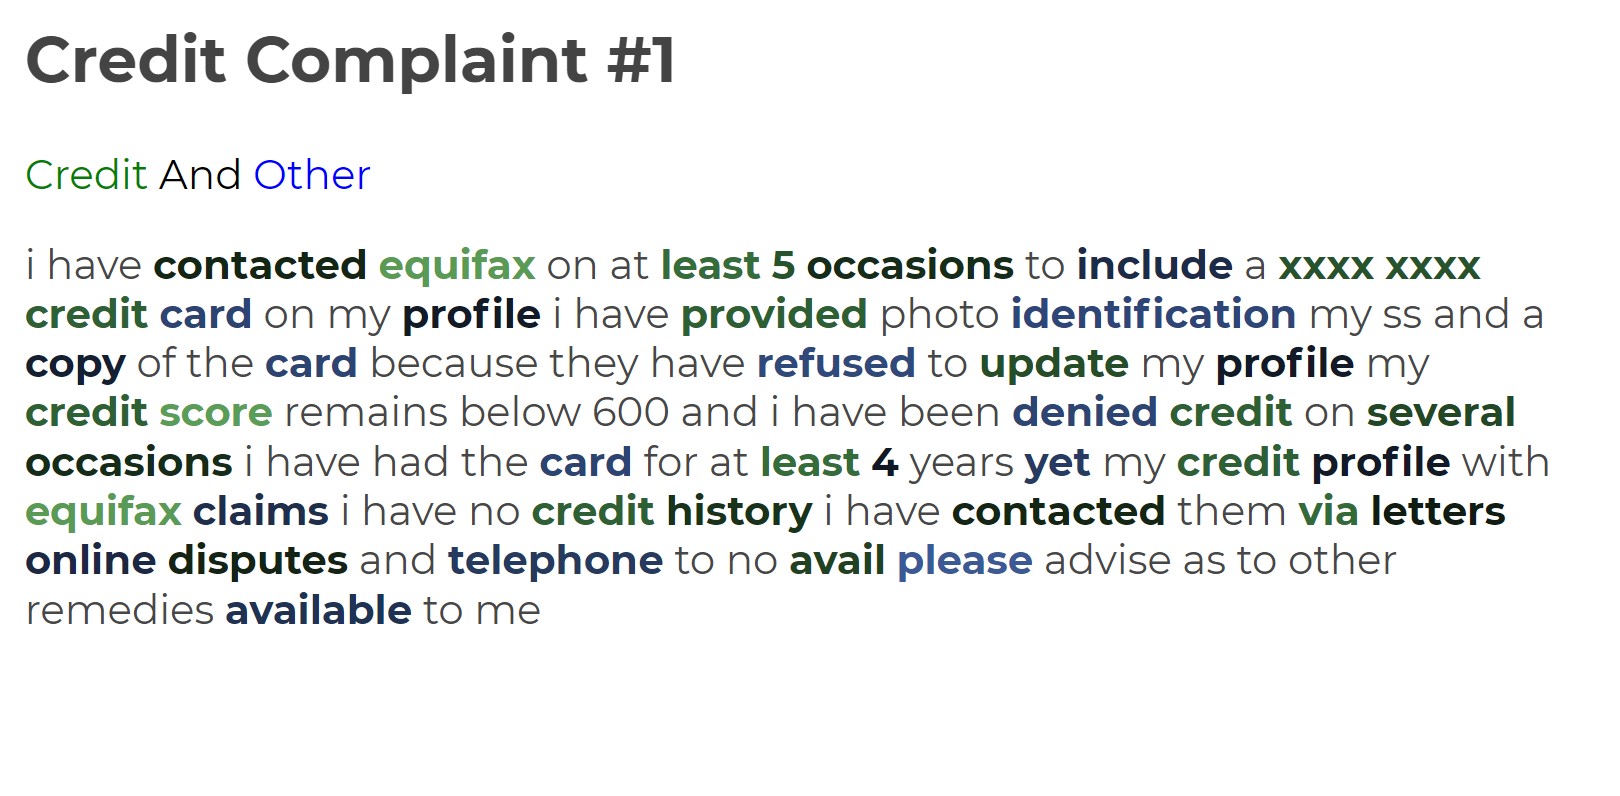 Credit Complaint #1
Credit And Other
i have contacted equifax on at least 5 occasions to include a xxxx xxxx
credit card on my profile i have provided photo identification my ss and a
copy of the card because they have refused to update my profile my
credit score remains below 600 and i have been denied credit on several
occasions i have had the card for at least 4 years yet my credit profile with
equifax claims i have no credit history i have contacted them via letters
online disputes and telephone to no avail please advise as to other
remedies available to me